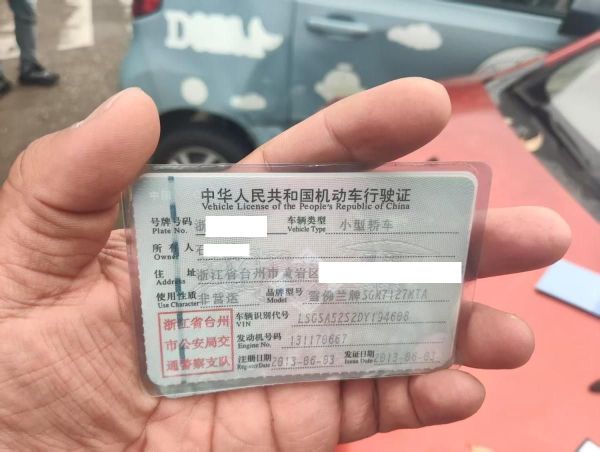 中华人民共和国机动车行驶证
Vehicle License of the People's Republic of China
号牌号码 浙 车辆类型 小型轿车
Plate No. Vehicle Type
所有人 石
Owner
住址 浙江省台州市黄岩区
Address
使用性质 非营运 品牌型号 雪佛兰牌SGM7127KTA
Use Character Model
浙江省台州
市公安局交
通警察支队
车辆识别代号 LSGSA52S2DY194608
VIN
发动机号码 131170667
Engine No.
注册日期 2013-06-03 发证日期 2013-06-03
Register Date Issue Date